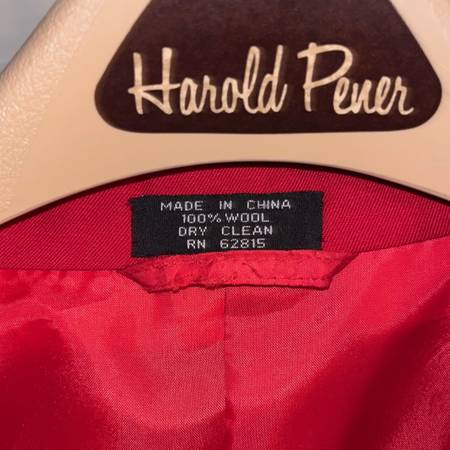 Harold Pener
MADE IN CHINA
100% WOOL
DRY CLEAN
RN 62815